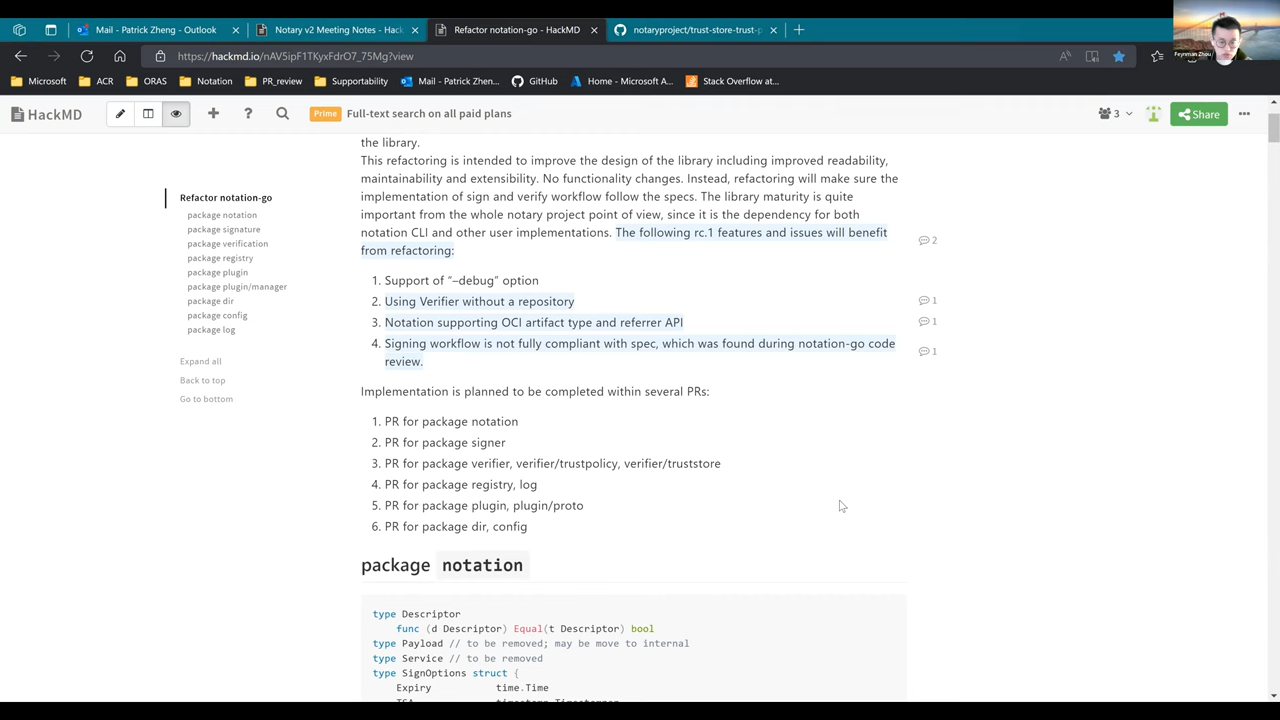 Mail - Patrick Zheng - Outlook
Notary v2 Meeting Notes - Hack
Refactor notation-go - HackMD
notaryproject/trust-store-trust-p
Feynman Zhou
https://hackmd.io/nAV5ipF1TKyxFdrO7_75Mg?view
Microsoft
ACR
ORAS
Notation
PR_review
Supportability
Mail - Patrick Zhen...
GitHub
Home - Microsoft A...
Stack Overflow at...
HackMD
Prime
Full-text search on all paid plans
3
Share
the library.
This refactoring is intended to improve the design of the library including improved readability,
maintainability and extensibility. No functionality changes. Instead, refactoring will make sure the
implementation of sign and verify workflow follow the specs. The library maturity is quite
important from the whole notary project point of view, since it is the dependency for both
notation CLI and other user implementations. The following rc.1 features and issues will benefit
from refactoring:
2
1. Support of “–debug” option
2. Using Verifier without a repository
1
3. Notation supporting OCI artifact type and referrer API
1
4. Signing workflow is not fully compliant with spec, which was found during notation-go code
review.
1
Implementation is planned to be completed within several PRs:
1. PR for package notation
2. PR for package signer
3. PR for package verifier, verifier/trustpolicy, verifier/truststore
4. PR for package registry, log
5. PR for package plugin, plugin/proto
6. PR for package dir, config
package notation
type Descriptor
func (d Descriptor) Equal(t Descriptor) bool
type Payload // to be removed; may be move to internal
type Service // to be removed
type SignOptions struct {
Expiry time.Time
Refactor notation-go
package notation
package signature
package verification
package registry
package plugin
package plugin/manager
package dir
package config
package log
Expand all
Back to top
Go to bottom